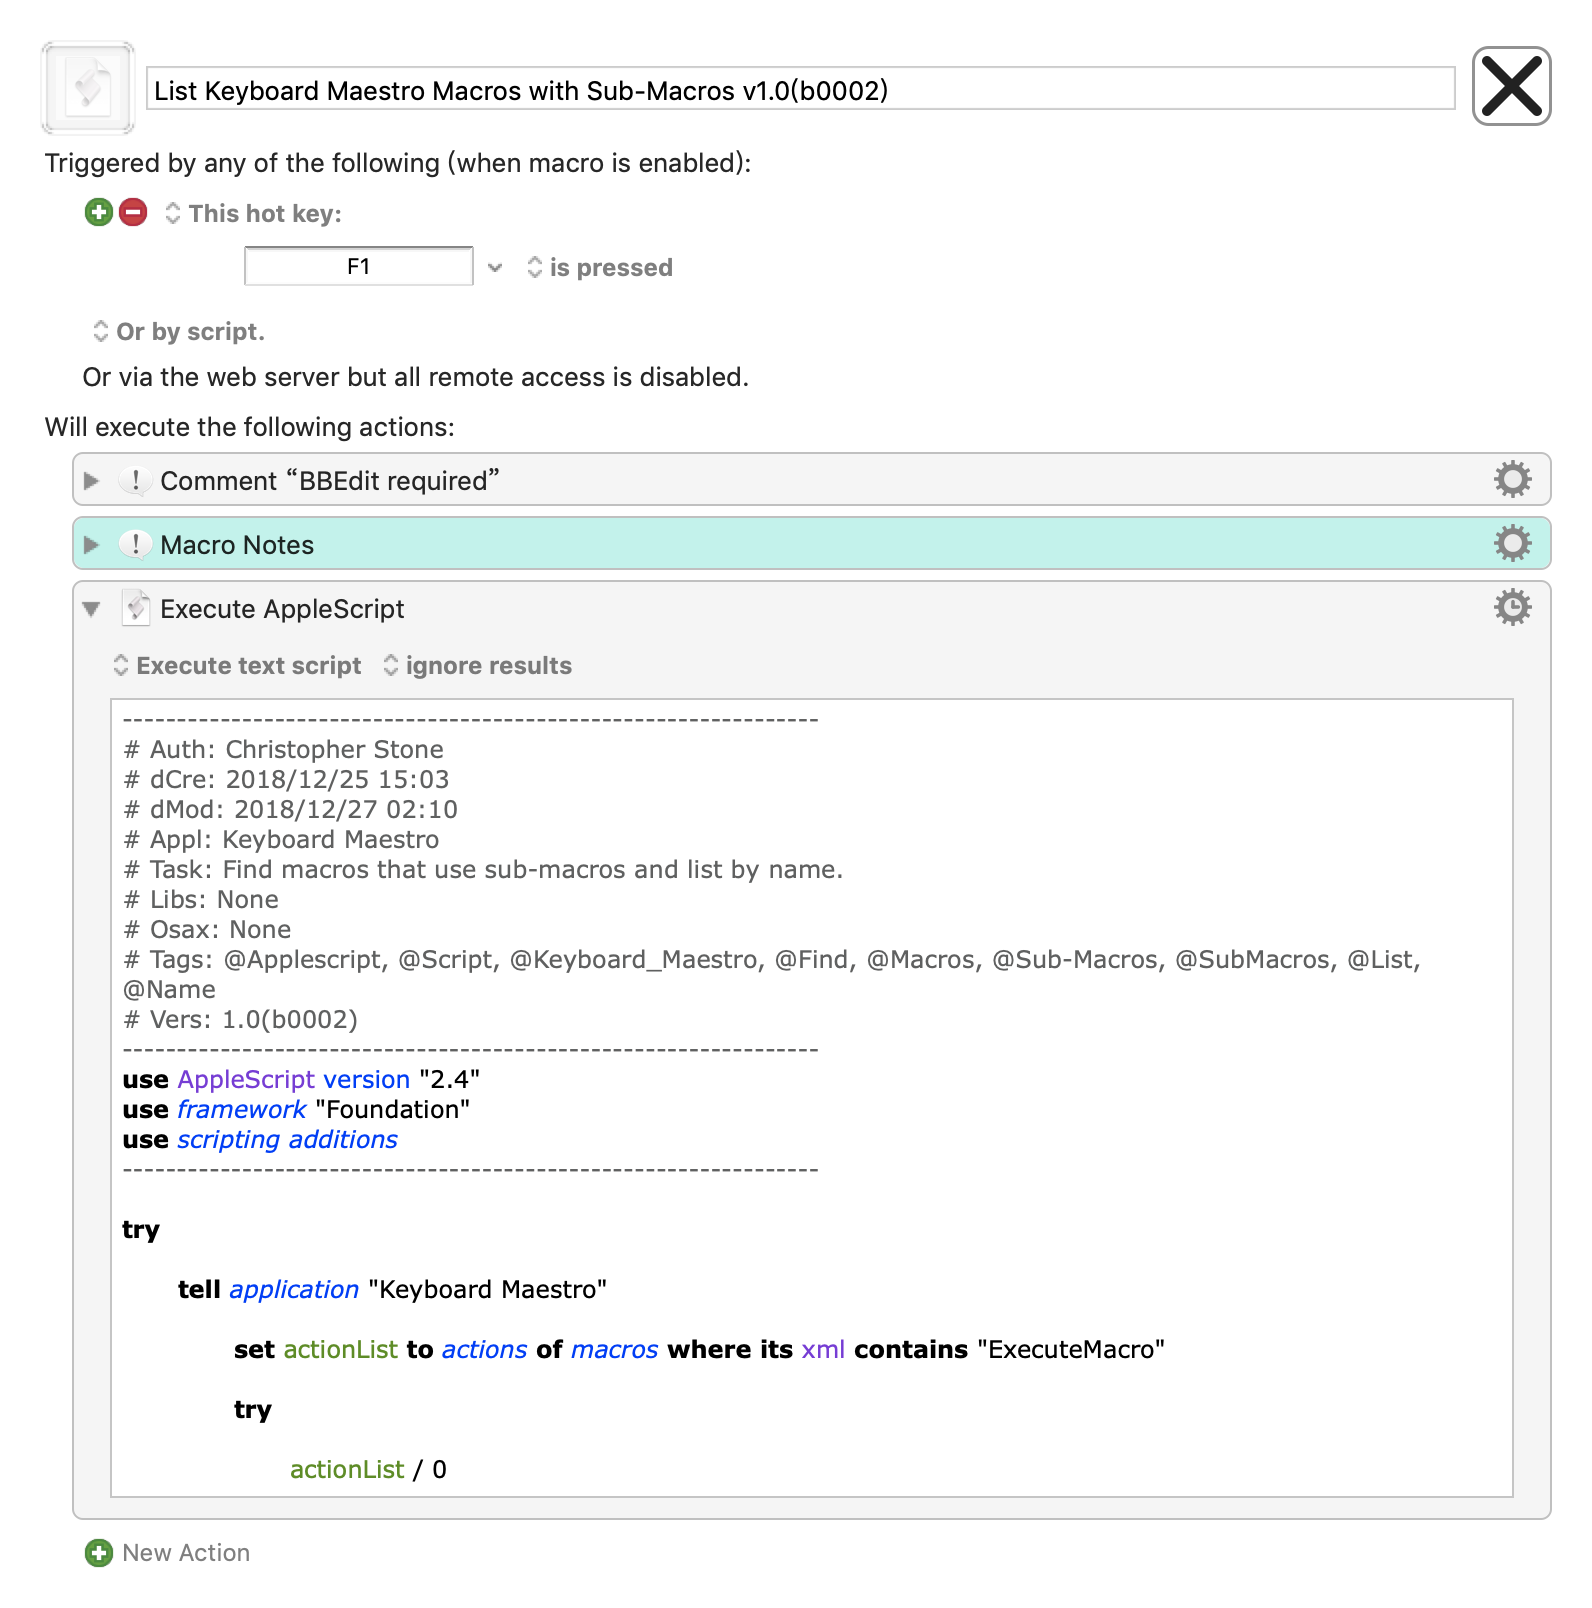 List Keyboard Maestro Macros with Sub-Macros v1.0(b0002)
Triggered by any of the following (when macro is enabled):
This hot key:
F1 is pressed
Or by script.
Or via the web server but all remote access is disabled.
Will execute the following actions:
Comment “BBEdit required”
Macro Notes
Execute AppleScript
Execute text script ignore results
----------------------------------------------------------------
# Auth: Christopher Stone
# dCre: 2018/12/25 15:03
# dMod: 2018/12/27 02:10
# Appl: Keyboard Maestro
# Task: Find macros that use sub-macros and list by name.
# Libs: None
# Osax: None
# Tags: @Applescript, @Script, @Keyboard_Maestro, @Find, @Macros, @Sub-Macros, @SubMacros, @List,
@Name
# Vers: 1.0(b0002)
----------------------------------------------------------------
use AppleScript version "2.4"
use framework "Foundation"
use scripting additions
----------------------------------------------------------------
try
tell application "Keyboard Maestro"
set actionList to actions of macros where its xml contains "ExecuteMacro"
try
actionList / 0
New Action